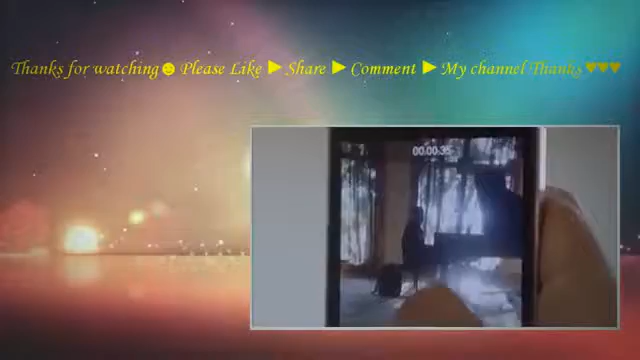 Thanks for watching☻ Please Like ► Share ► Comment ► My channel Thanks ♥♥♥
00:00:35